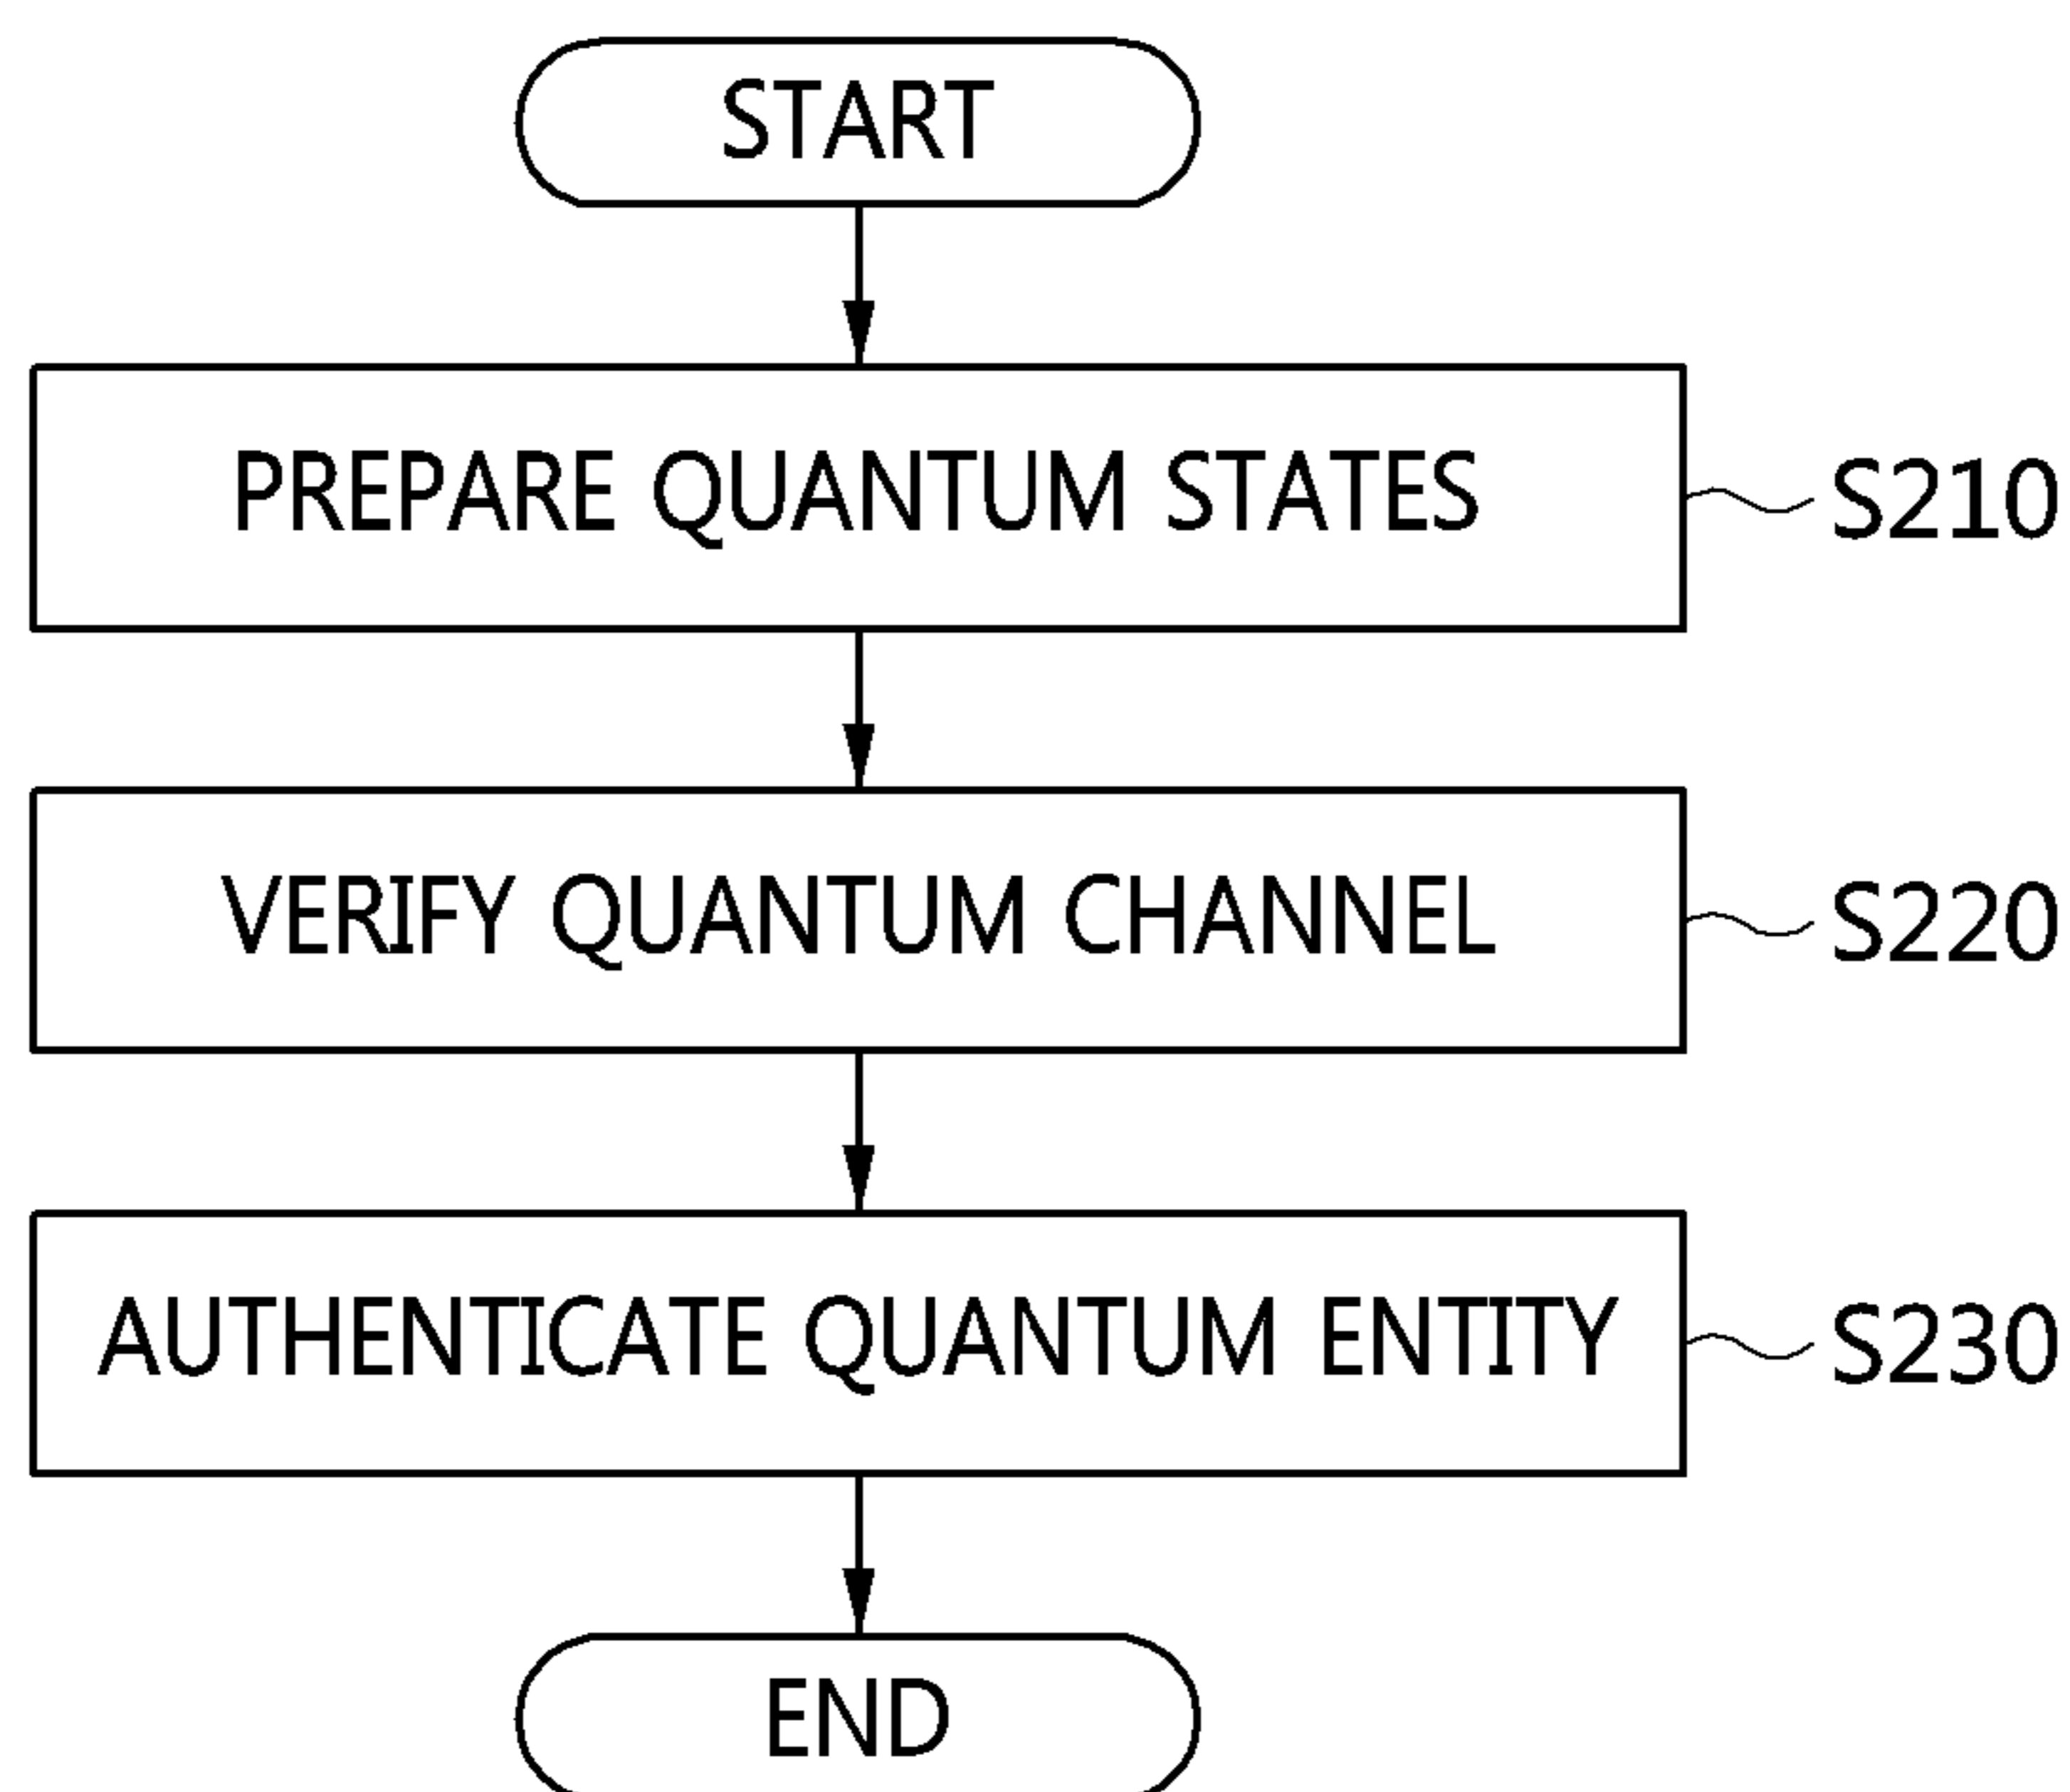 START
PREPARE QUANTUM STATES
S210
VERIFY QUANTUM CHANNEL
S220
AUTHENTICATE QUANTUM ENTITY
S230
END